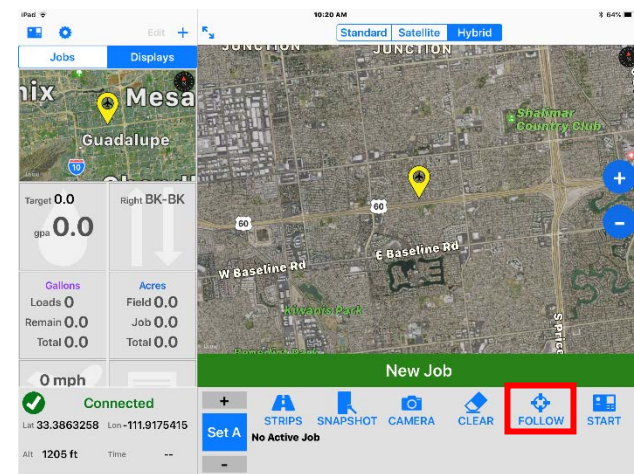 iPad
10:20 AM
64%
Edit +
Standard Satellite Hybrid
Jobs Displays
JUNCTION
JUNCTION
nix
Mesa
Guadalupe
10
Shalimar
Country Club
Target 0.0
Right BK-BK
gpa 0.0
60
60
E Baseline Rd
W Baseline Rd
Kiwanis Park
S Price
Gallons
Acres
Loads 0
Field 0.0
Remain 0.0
Job 0.0
Total 0.0
Total 0.0
New Job
0 mph
Connected
Lat 33.3863258 Lon -111.9175415
Alt 1205 ft Time --
+
Set A
-
STRIPS SNAPSHOT CAMERA CLEAR FOLLOW START
No Active Job